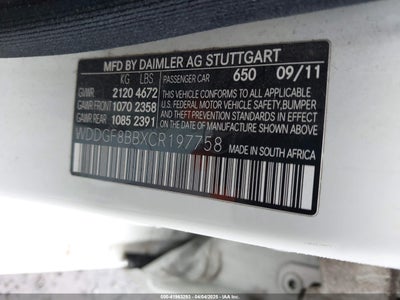 MFD BY DAIMLER AG STUTTGART
KG LBS PASSENGER CAR 650 09/11
GVWR 2120 4672
GAWR FRONT 1070 2358
GAWR REAR 1085 2391
THIS VEHICLE CONFORMS TO ALL APPLICABLE
U.S. FEDERAL MOTOR VEHICLE SAFETY, BUMPER
AND THEFT PREVENTION STANDARDS IN EFFECT
ON THE DATE OF MANUFACTURE SHOWN ABOVE.
WDDGF8BBXCR197758
MADE IN SOUTH AFRICA